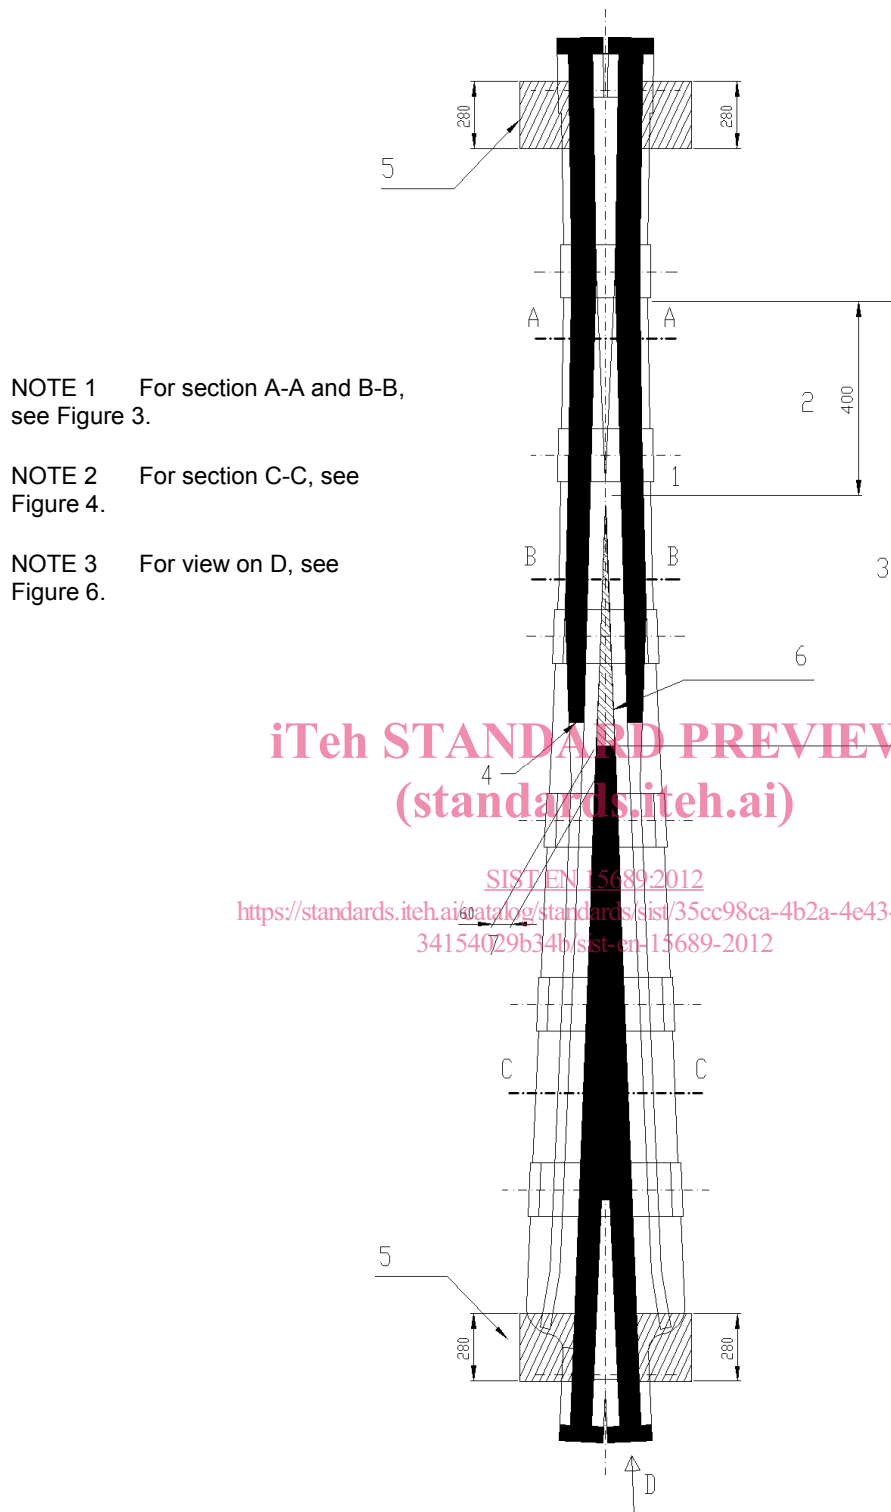 280
280
5
A
A
2
400
NOTE 1 For section A-A and B-B,
see Figure 3.
1
NOTE 2 For section C-C, see
Figure 4.
B
B
3
NOTE 3 For view on D, see
Figure 6.
6
iTeh STANDARD PREVIEW
4
(standards.iteh.ai)
SIST EN 15689:2012
https://standards.iteh.ai/catalog/standards/sist/35cc98ca-4b2a-4e43-
60
34154029b34b/sist-en-15689-2012
7
C
C
5
280
280
D